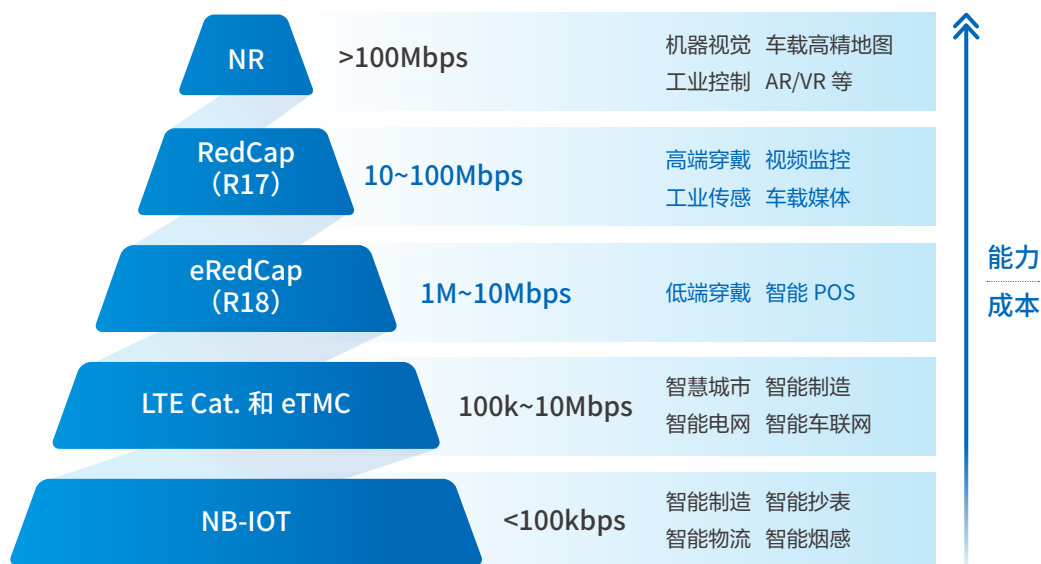 NR
>100Mbps
机器视觉 车载高精地图
工业控制 AR/VR 等
RedCap
（R17）
10~100Mbps
高端穿戴 视频监控
工业传感 车载媒体
eRedCap
（R18）
1M~10Mbps
低端穿戴 智能 POS
能力
成本
LTE Cat. 和 eTMC
100k~10Mbps
智慧城市 智能制造
智能电网 智能车联网
NB-IOT
<100kbps
智能制造 智能抄表
智能物流 智能烟感